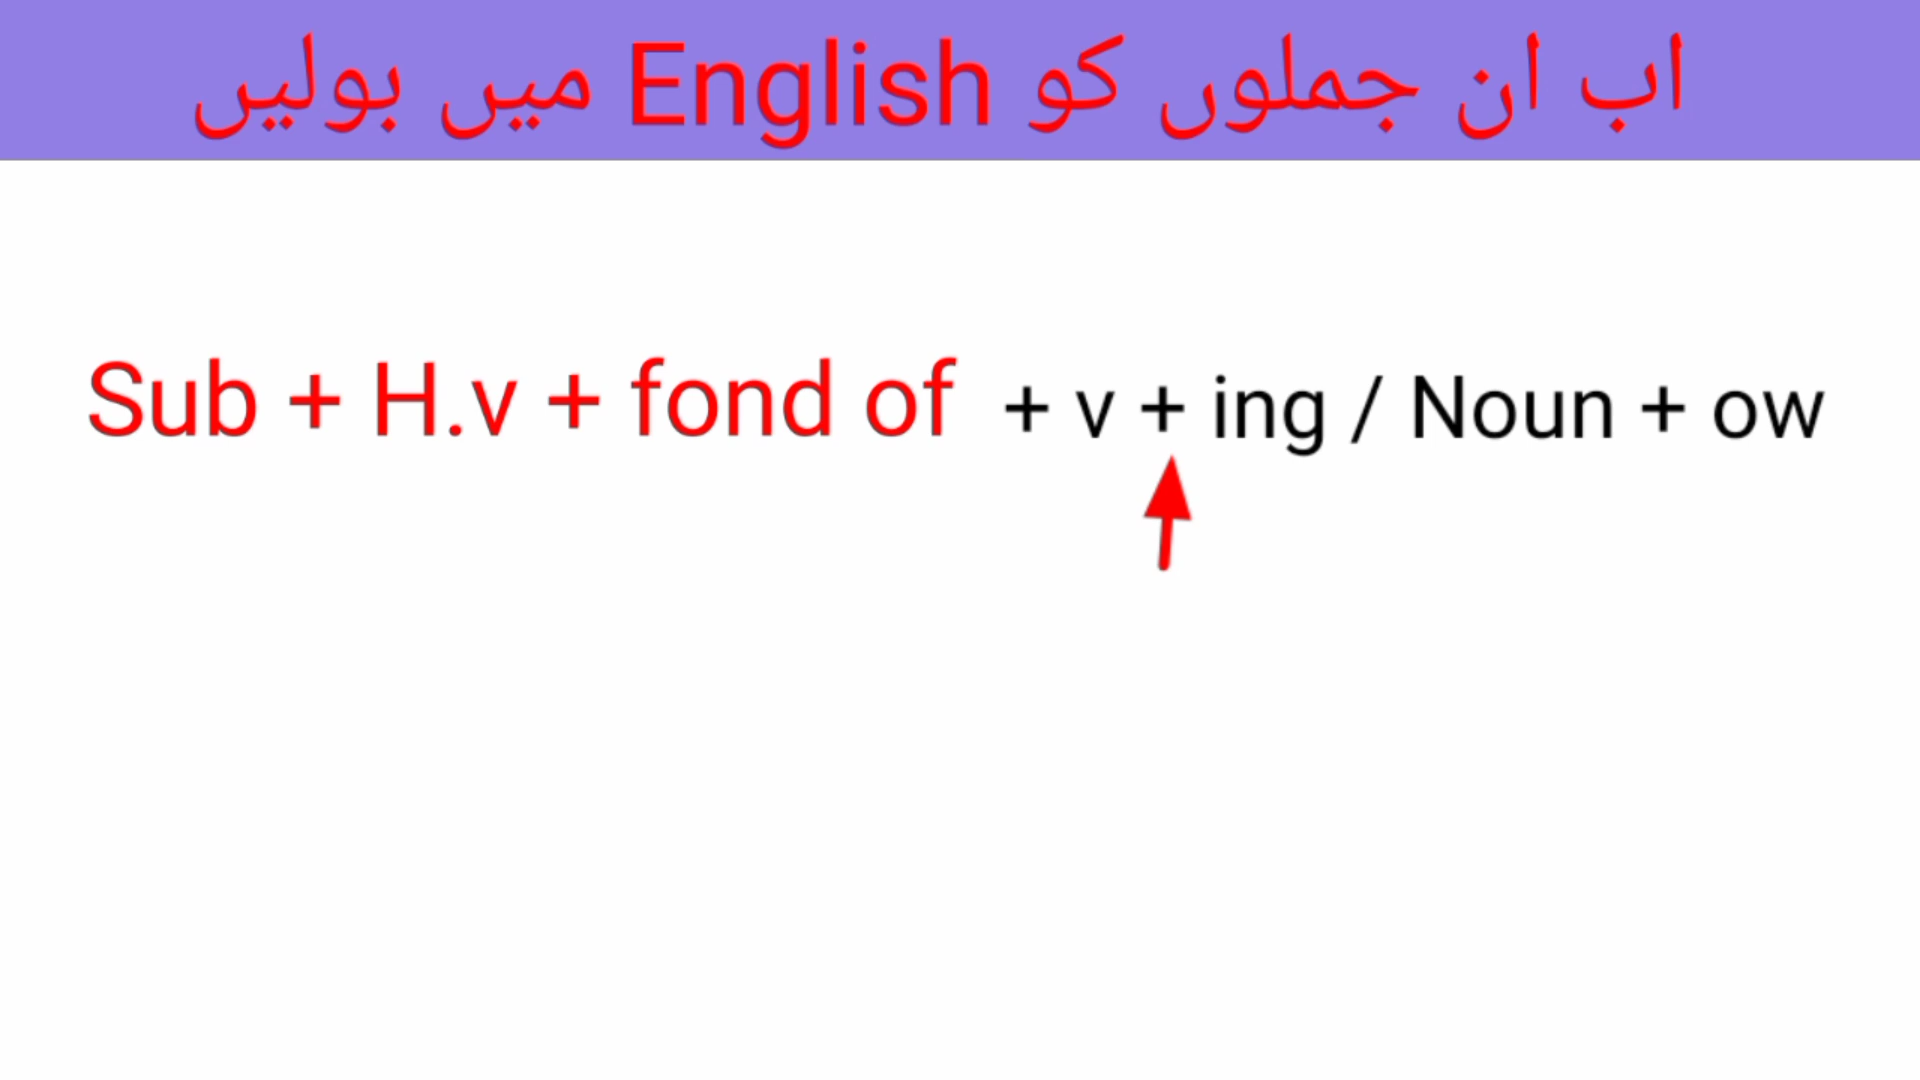 اب ان جملوں کو English میں بولیں
Sub + H.v + fond of + v + ing / Noun + ow